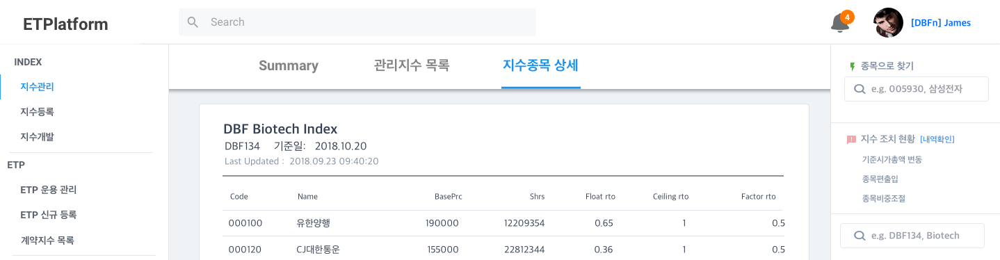 ETPlatform
Search
4
[DBFn] James
INDEX
지수관리
지수등록
지수개발
ETP
ETP 운용 관리
ETP 신규 등록
계약지수 목록
Summary 관리지수 목록 지수종목 상세
DBF Biotech Index
DBF134 기준일: 2018.10.20
Last Updated : 2018.09.23 09:40:20
Code Name BasePrc Shrs Float rto Ceiling rto Factor rto
000100 유한양행 190000 12209354 0.65 1 0.5
000120 CJ대한통운 155000 22812344 0.36 1 0.5
종목으로 찾기
e.g. 005930, 삼성전자
지수 조치 현황 [내역확인]
기준시가총액 변동
종목편출입
종목비중조절
e.g. DBF134, Biotech